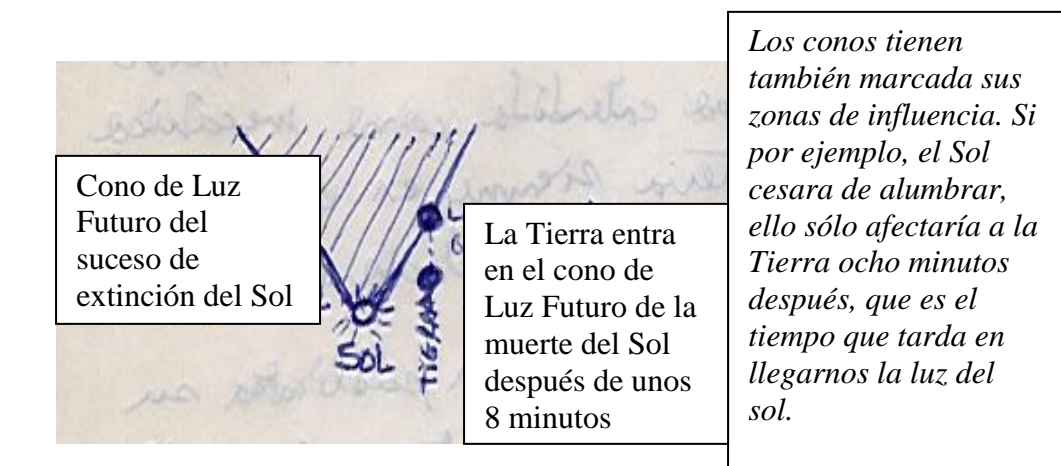 Cono de Luz
Futuro del
suceso de
extinción del Sol
SOL
TIERRA
La Tierra entra
en el cono de
Luz Futuro de la
muerte del Sol
después de unos
8 minutos
Los conos tienen
también marcada sus
zonas de influencia. Si
por ejemplo, el Sol
cesara de alumbrar,
ello sólo afectaría a la
Tierra ocho minutos
después, que es el
tiempo que tarda en
llegarnos la luz del
sol.